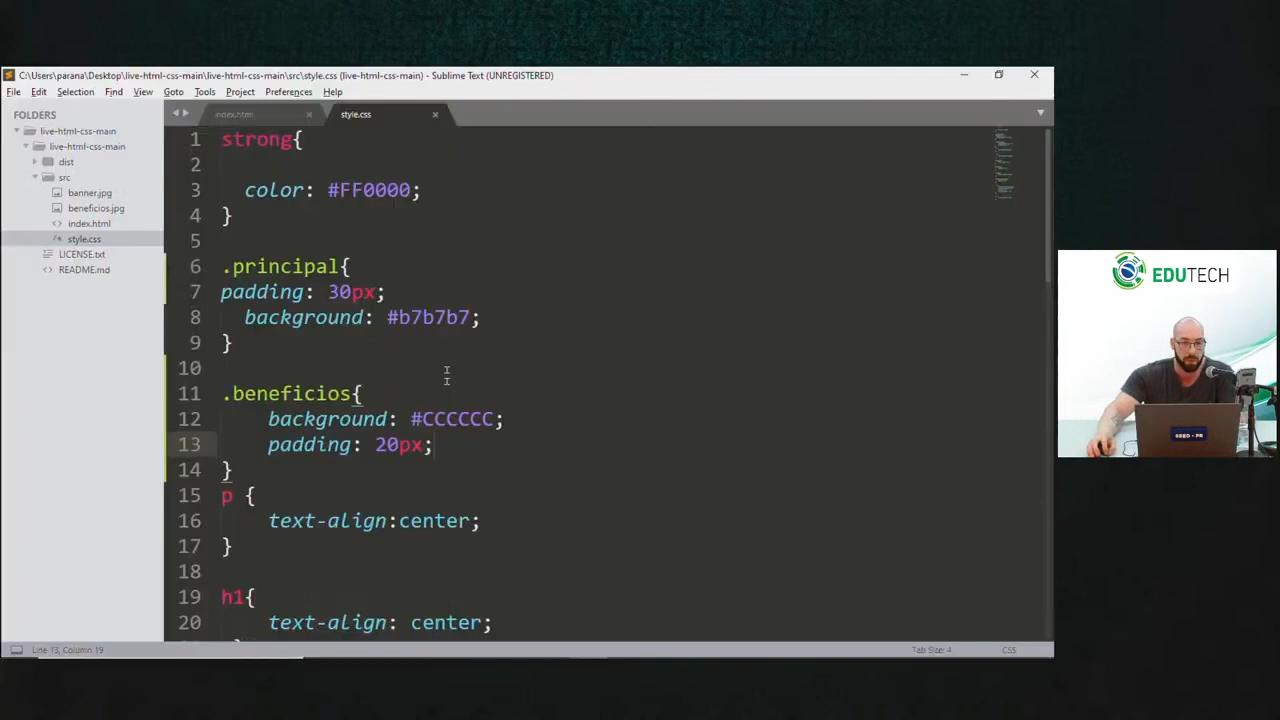 C:\Users\parana\Desktop\live-html-css-main\live-html-css-main\src\style.css (live-html-css-main) - Sublime Text (UNREGISTERED)
File Edit Selection Find View Goto Tools Project Preferences Help
FOLDERS
live-html-css-main
live-html-css-main
dist
src
banner.jpg
beneficios.jpg
index.html
style.css
LICENSE.txt
README.md
index.html
style.css
1 strong{
2
3 color: #FF0000;
4 }
5
6 .principal{
7 padding: 30px;
8 background: #b7b7b7;
9 }
10
11 .beneficios{
12 background: #CCCCCC;
13 padding: 20px;
14 }
15 p {
16 text-align:center;
17 }
18
19 h1{
20 text-align: center;
Line 13, Column 19
Tab Size: 4
CSS
EDUTECH
SEED - PR